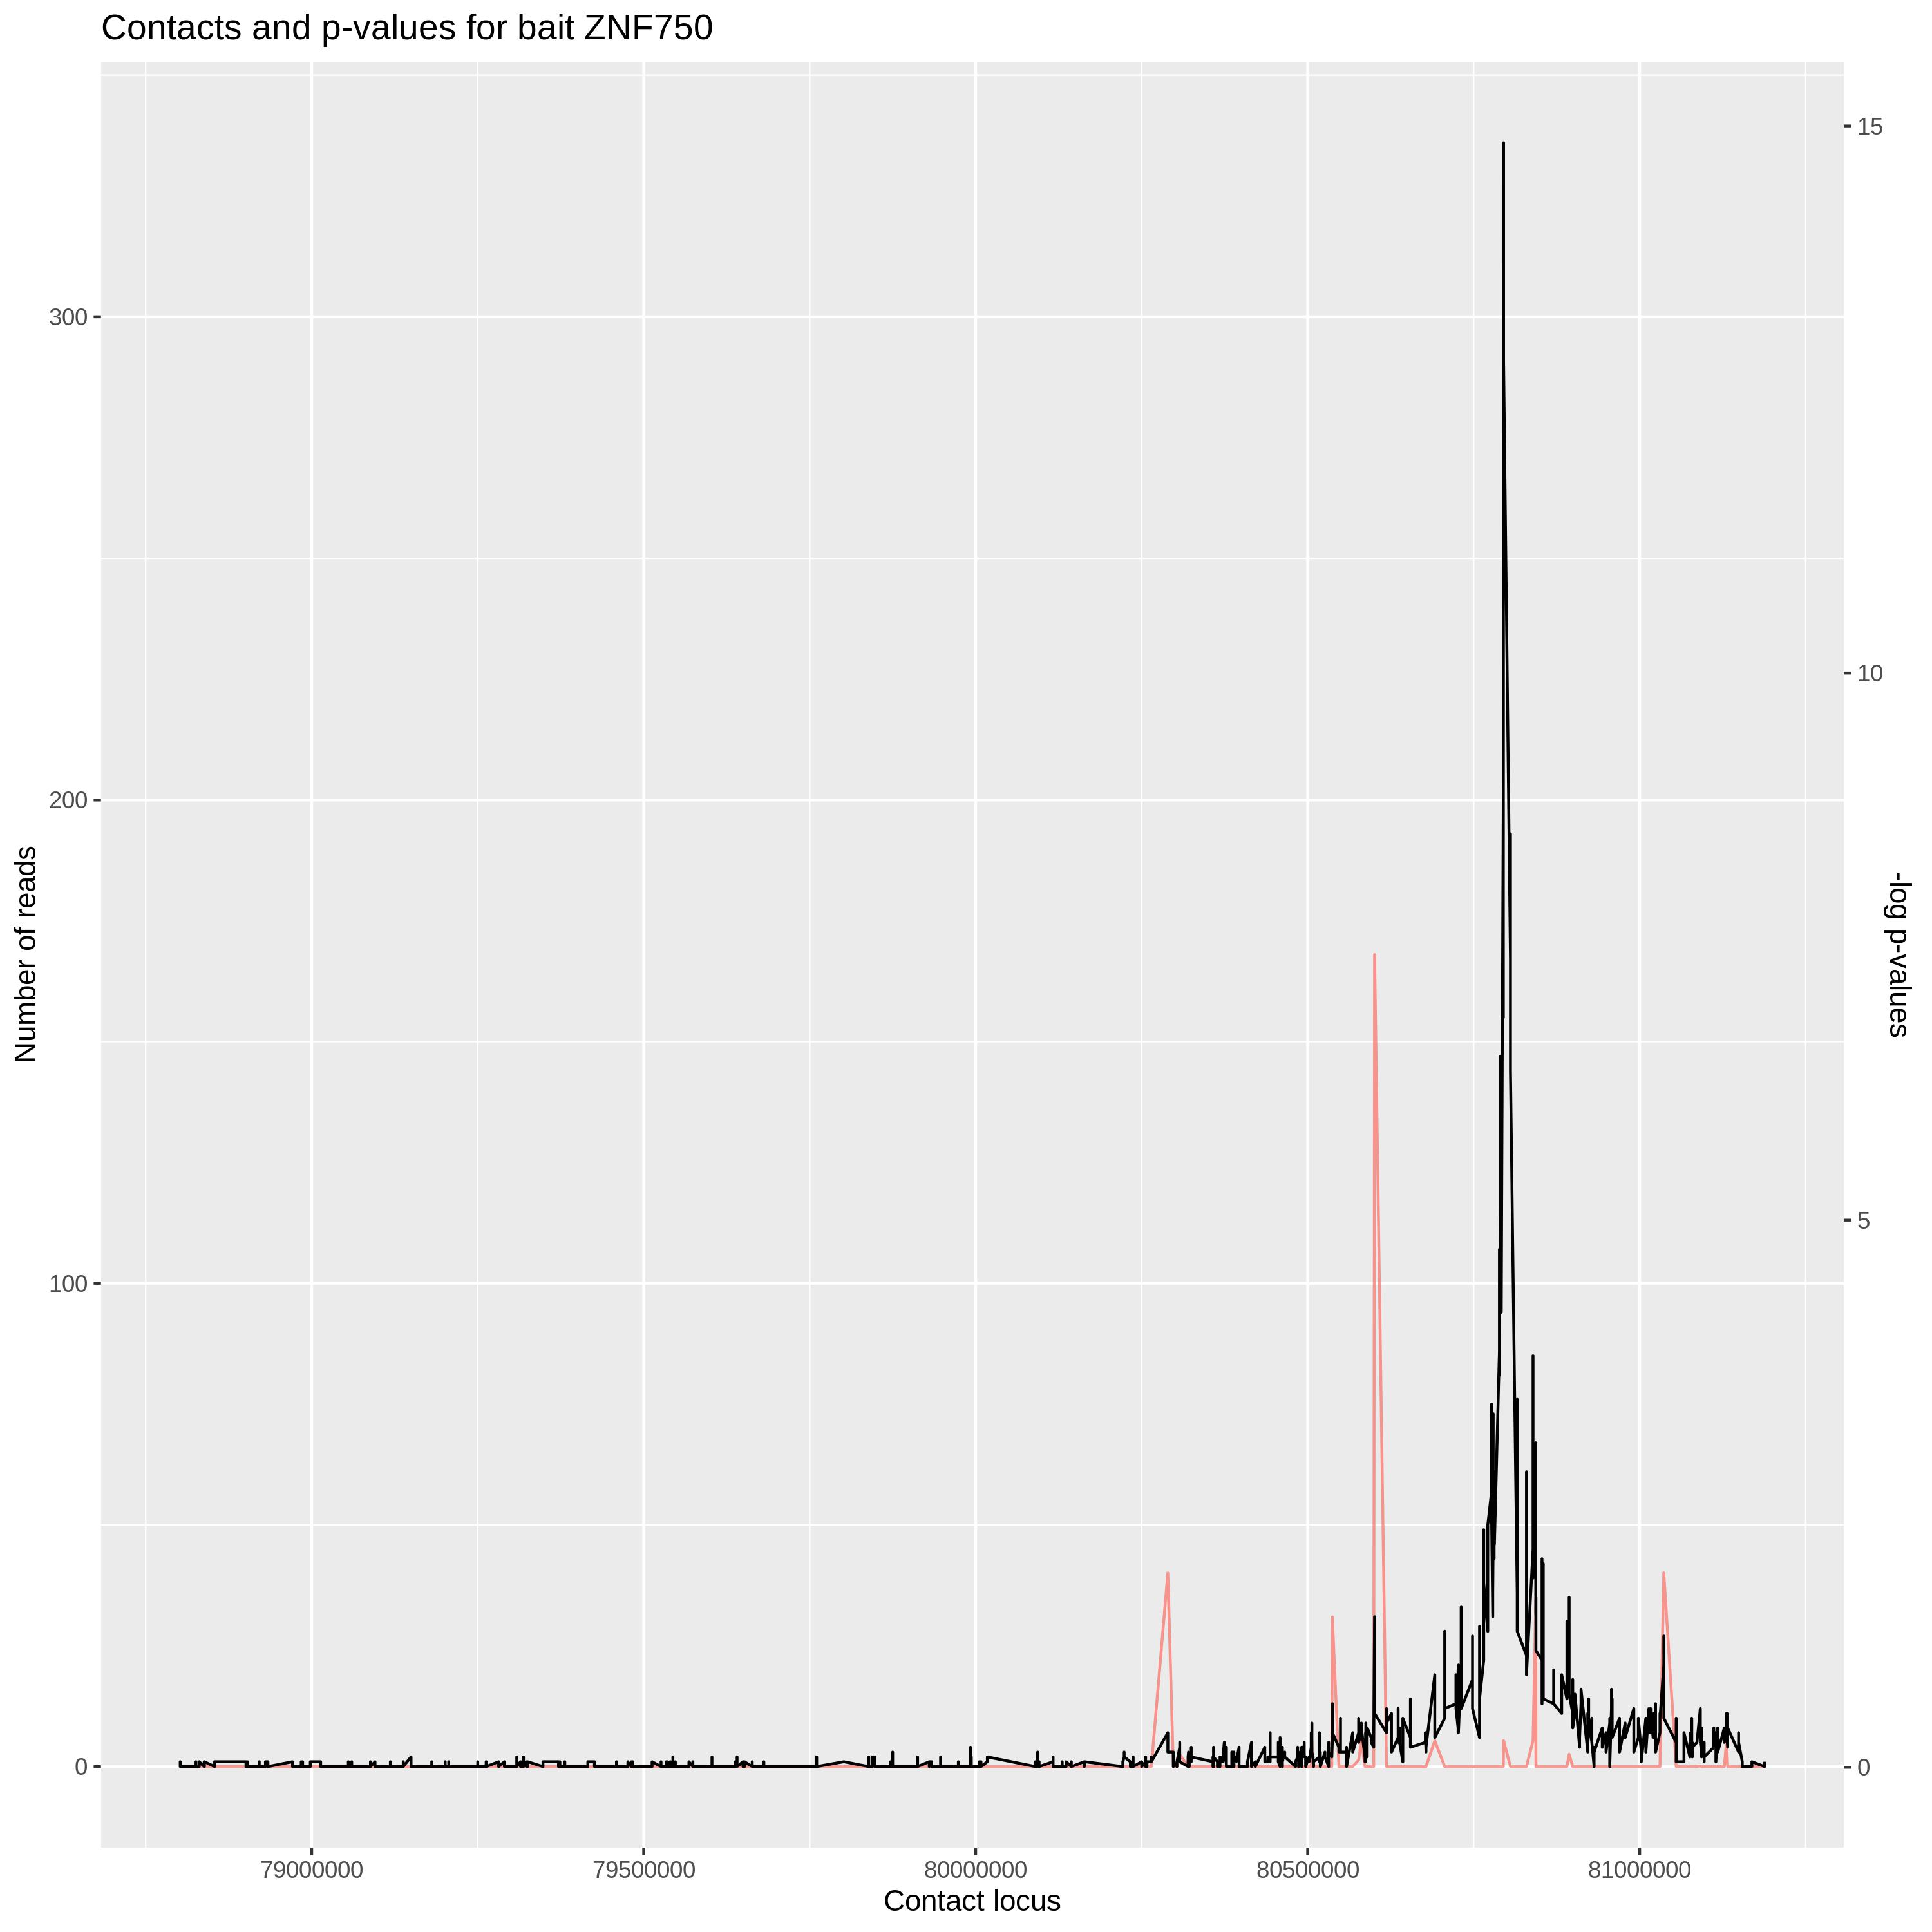 Contacts and p-values for bait ZNF750
15
300
10
200
Number of reads
-log p-values
5
100
0
0
79000000 79500000 80000000 80500000 81000000
Contact locus